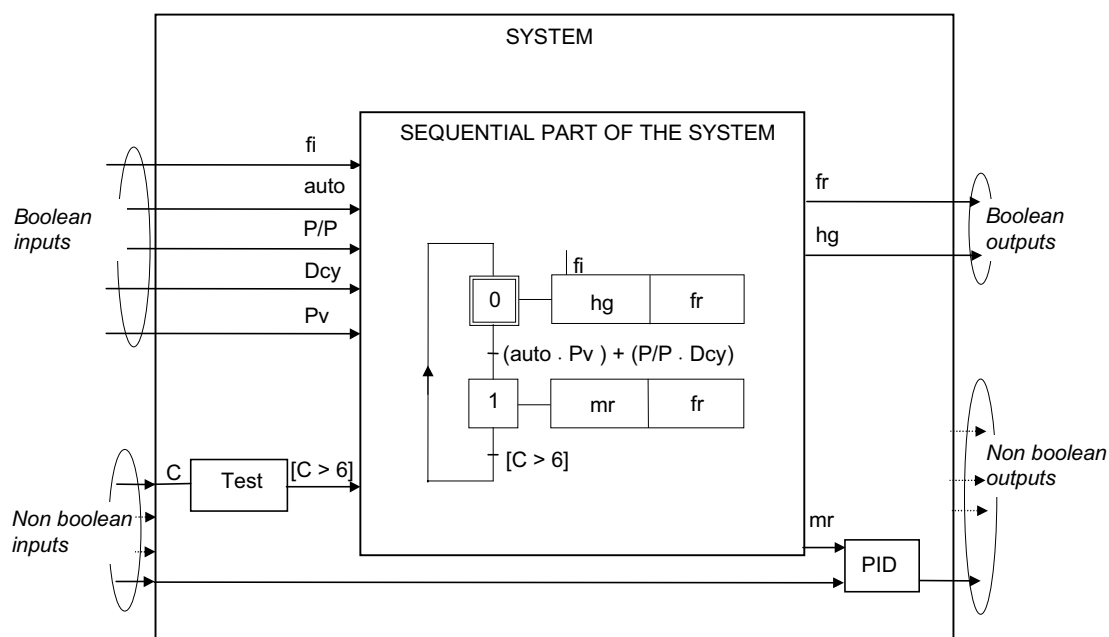 SYSTEM
SEQUENTIAL PART OF THE SYSTEM
fi
auto
P/P
Dcy
Pv
Boolean
inputs
fr
hg
Boolean
outputs
fi
0
hg
fr
(auto . Pv ) + (P/P . Dcy)
1
mr
fr
[C > 6]
C
Test
[C > 6]
Non boolean
inputs
mr
PID
Non boolean
outputs